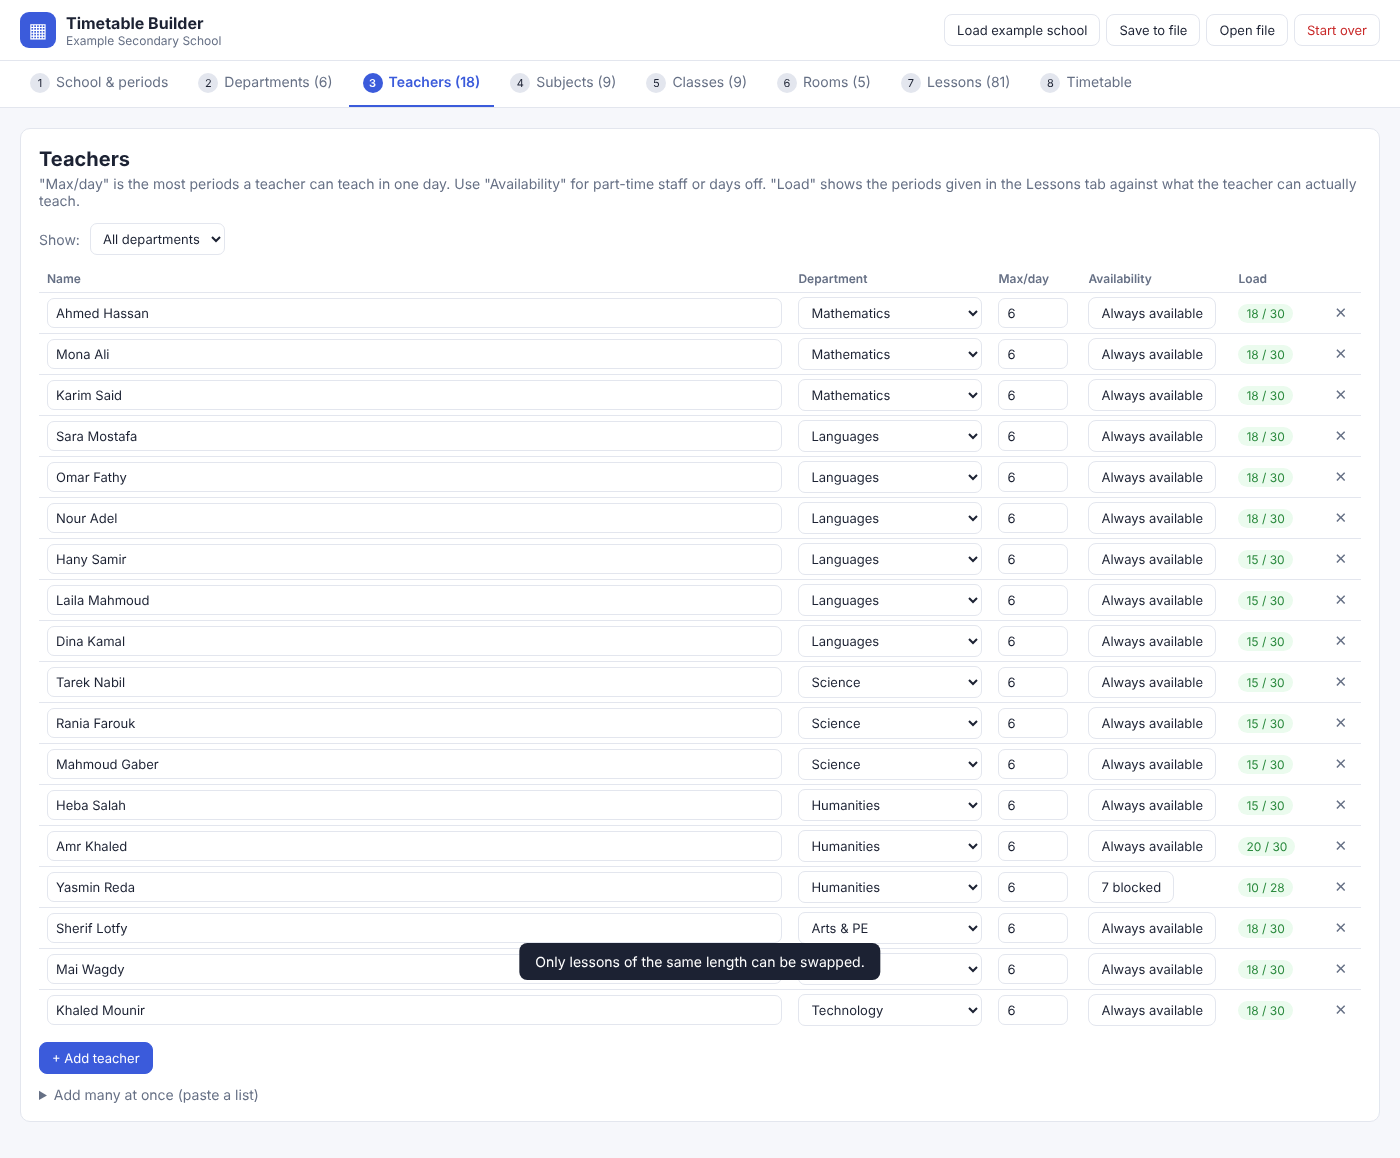 Timetable Builder
Example Secondary School
Load example school
Save to file
Open file
Start over
1 School & periods
2 Departments (6)
3 Teachers (18)
4 Subjects (9)
5 Classes (9)
6 Rooms (5)
7 Lessons (81)
8 Timetable
Teachers
"Max/day" is the most periods a teacher can teach in one day. Use "Availability" for part-time staff or days off. "Load" shows the periods given in the Lessons tab against what the teacher can actually
teach.
Show: All departments
Name Department Max/day Availability Load
Ahmed Hassan Mathematics 6 Always available 18 / 30 ✕
Mona Ali Mathematics 6 Always available 18 / 30 ✕
Karim Said Mathematics 6 Always available 18 / 30 ✕
Sara Mostafa Languages 6 Always available 18 / 30 ✕
Omar Fathy Languages 6 Always available 18 / 30 ✕
Nour Adel Languages 6 Always available 18 / 30 ✕
Hany Samir Languages 6 Always available 15 / 30 ✕
Laila Mahmoud Languages 6 Always available 15 / 30 ✕
Dina Kamal Languages 6 Always available 15 / 30 ✕
Tarek Nabil Science 6 Always available 15 / 30 ✕
Rania Farouk Science 6 Always available 15 / 30 ✕
Mahmoud Gaber Science 6 Always available 15 / 30 ✕
Heba Salah Humanities 6 Always available 15 / 30 ✕
Amr Khaled Humanities 6 Always available 20 / 30 ✕
Yasmin Reda Humanities 6 7 blocked 10 / 28 ✕
Sherif Lotfy Arts & PE 6 Always available 18 / 30 ✕
Only lessons of the same length can be swapped.
Mai Wagdy 6 Always available 18 / 30 ✕
Khaled Mounir Technology 6 Always available 18 / 30 ✕
+ Add teacher
Add many at once (paste a list)